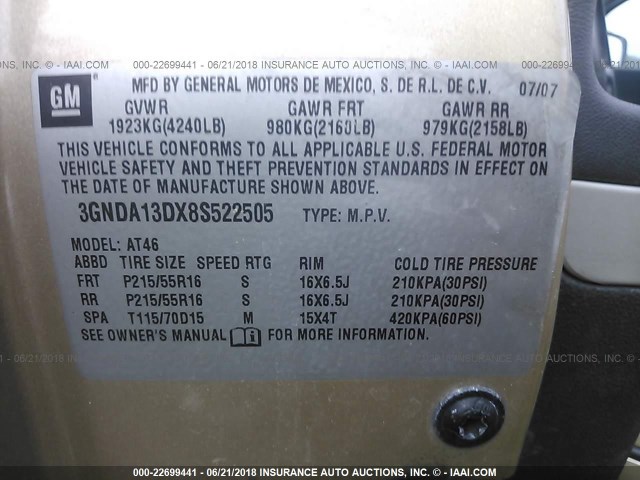 © - IAAI.COM 000-22699441 - 06/21/2018 INSURANCE AUTO AUCTIONS, INC. © - IAAI.COM
GM ®
MFD BY GENERAL MOTORS DE MEXICO, S. DE R.L. DE C.V. 07/07
GVWR GAWR FRT GAWR RR
1923KG(4240LB) 980KG(2160LB) 979KG(2158LB)
THIS VEHICLE CONFORMS TO ALL APPLICABLE U.S. FEDERAL MOTOR
VEHICLE SAFETY AND THEFT PREVENTION STANDARDS IN EFFECT ON
THE DATE OF MANUFACTURE SHOWN ABOVE.
3GNDA13DX8S522505 TYPE: M.P.V.
MODEL: AT46
ABBD TIRE SIZE SPEED RTG RIM COLD TIRE PRESSURE
FRT P215/55R16 S 16X6.5J 210KPA(30PSI)
RR P215/55R16 S 16X6.5J 210KPA(30PSI)
SPA T115/70D15 M 15X4T 420KPA(60PSI)
SEE OWNER'S MANUAL FOR MORE INFORMATION.
000-22699441 - 06/21/2018 INSURANCE AUTO AUCTIONS, INC. © - IAAI.COM